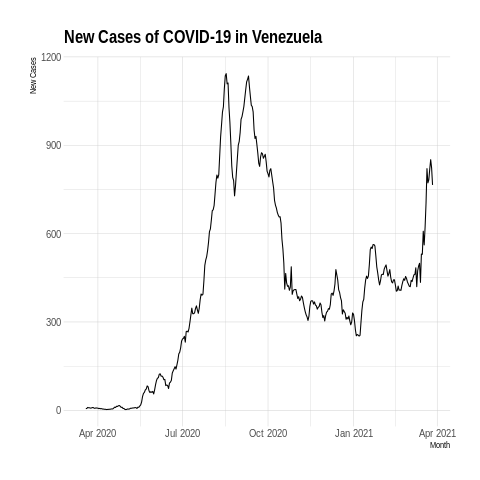 New Cases of COVID-19 in Venezuela
New Cases
1200
900
600
300
0
Apr 2020
Jul 2020
Oct 2020
Jan 2021
Apr 2021
Month